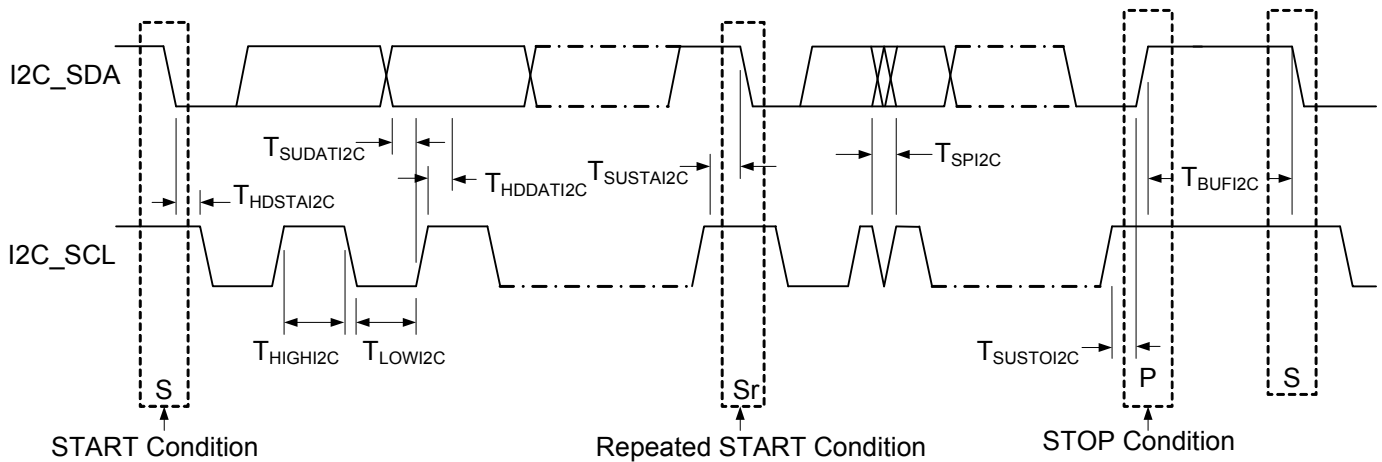 I2C_SDA
TSUDATI2C
THDDATI2C
TSUSTAI2C
TSPI2C
TBUFI2C
THDSTAI2C
I2C_SCL
THIGHI2C
TLOWI2C
TSUSTOI2C
S
Sr
P
S
START Condition
Repeated START Condition
STOP Condition